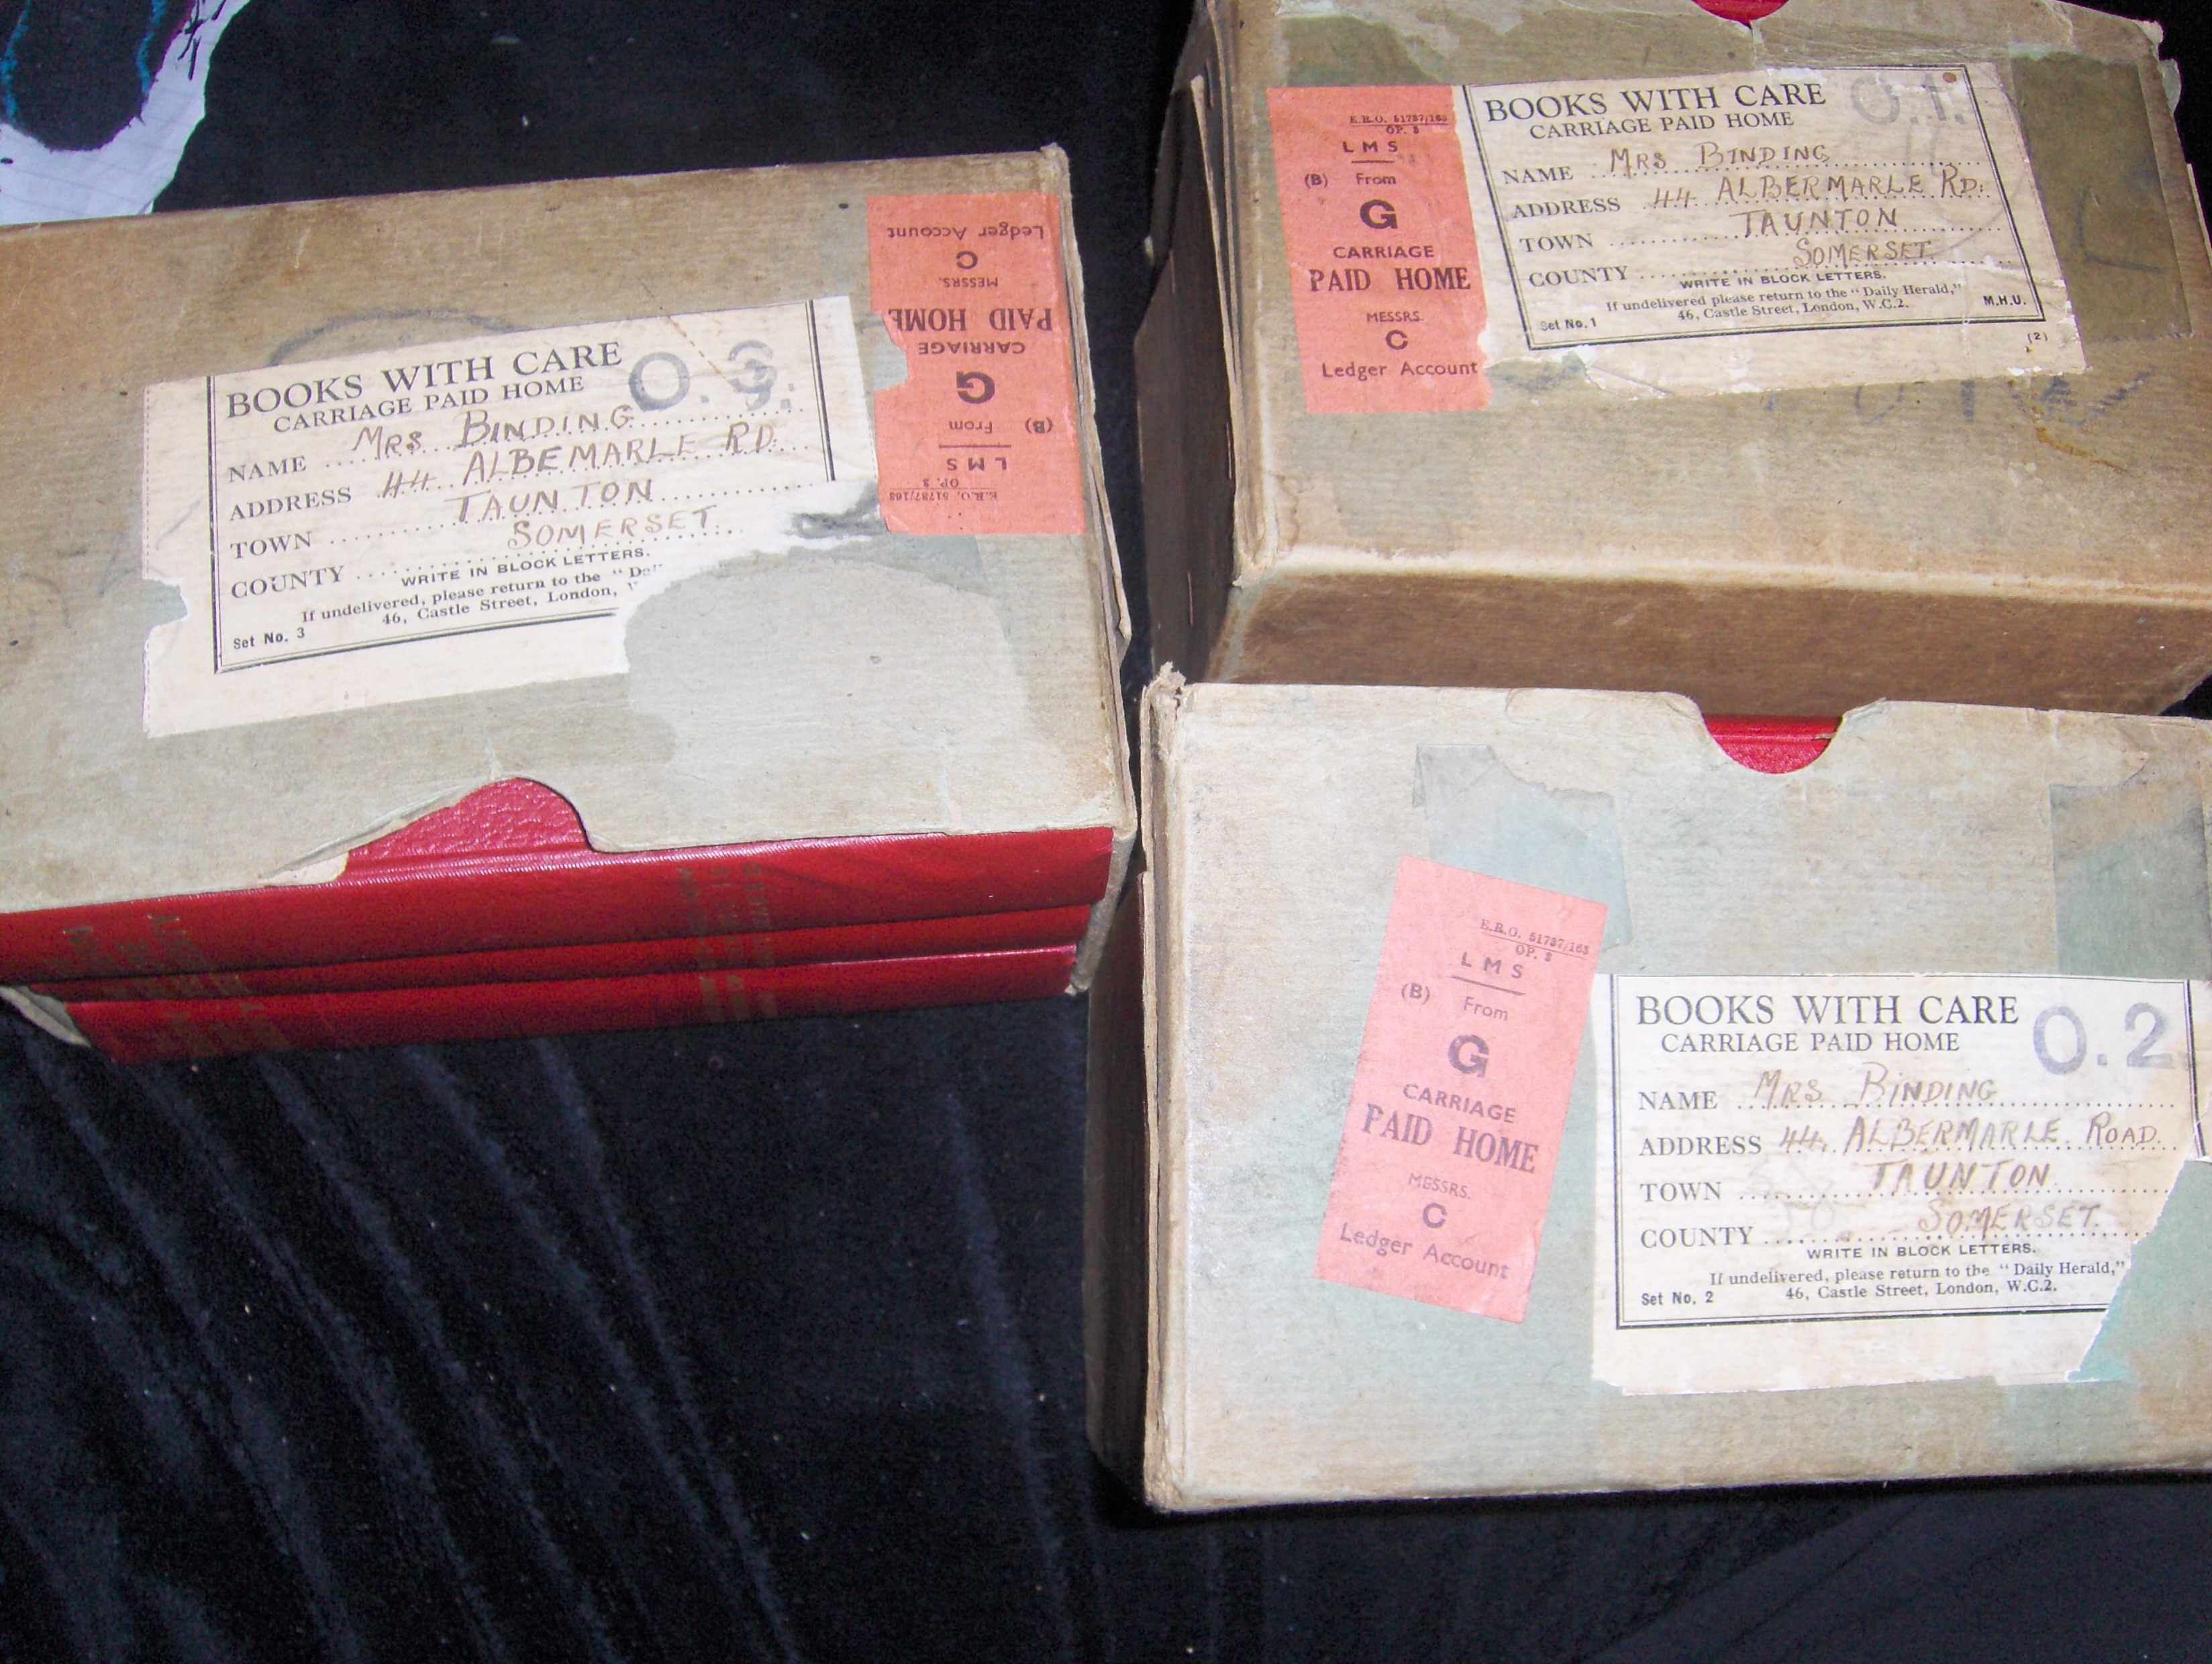 BOOKS WITH CARE
O.3.
CARRIAGE PAID HOME
NAME MRS BINDING
ADDRESS 44 ALBEMARLE RD.
TOWN TAUNTON
COUNTY SOMERSET
WRITE IN BLOCK LETTERS.
If undelivered, please return to the "
46, Castle Street, London,
Set No. 3
E.R.O. 51787/163
OP. 3
LMS
(B) From
G
CARRIAGE
PAID HOME
MESSRS.
C
Ledger Account
E.R.O. 51787/163
OP. 3
LMS
(B) From
G
CARRIAGE
PAID HOME
MESSRS.
C
Ledger Account
BOOKS WITH CARE
O.1.
CARRIAGE PAID HOME
NAME MRS BINDING
ADDRESS 44 ALBERMARLE RD.
TOWN TAUNTON
COUNTY SOMERSET.
WRITE IN BLOCK LETTERS.
If undelivered please return to the "Daily Herald,"
46, Castle Street, London, W.C.2.
M.H.U.
Set No. 1
(2)
E.R.O. 51787/163
OP. 3
LMS
(B) From
G
CARRIAGE
PAID HOME
MESSRS.
C
Ledger Account
BOOKS WITH CARE
O.2
CARRIAGE PAID HOME
NAME MRS BINDING
ADDRESS 44, ALBERMARLE ROAD.
TOWN TAUNTON
COUNTY SOMERSET.
WRITE IN BLOCK LETTERS.
If undelivered, please return to the "Daily Herald,"
46, Castle Street, London, W.C.2.
Set No. 2